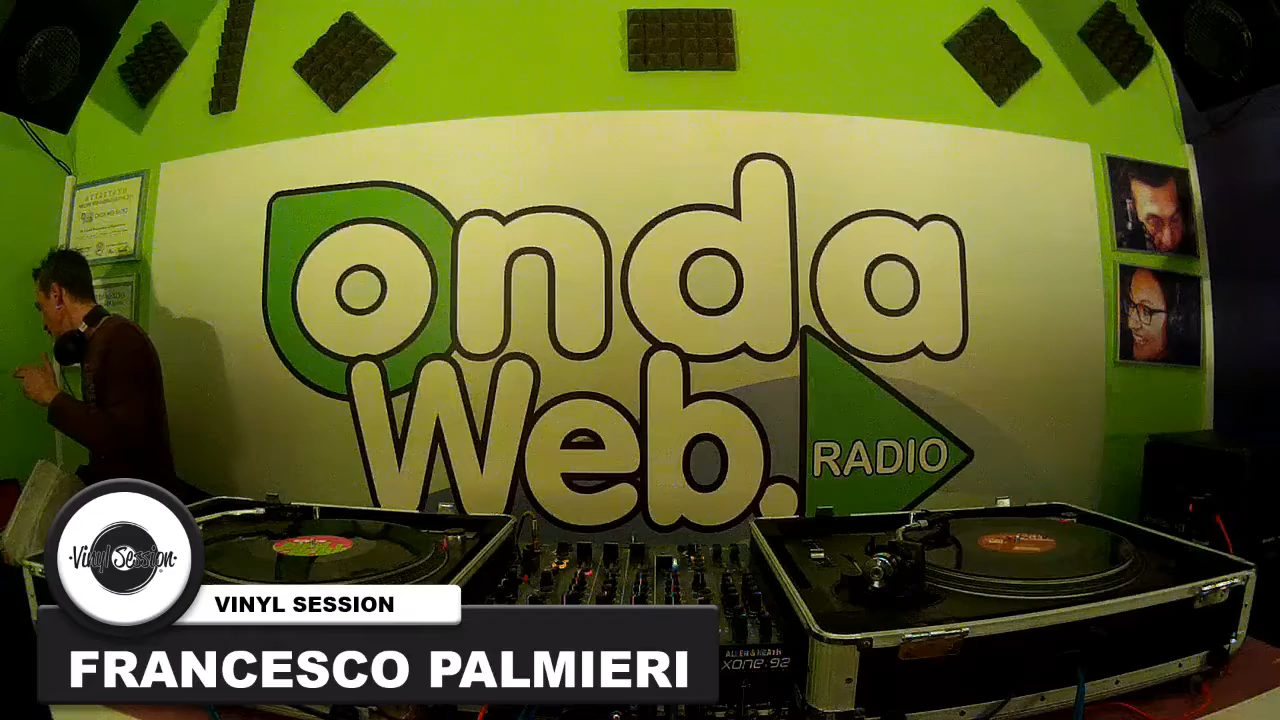 onda
Web.
RADIO
·Vinyl Session·
VINYL SESSION
FRANCESCO PALMIERI
ALLEN & HEATH
XONE:92